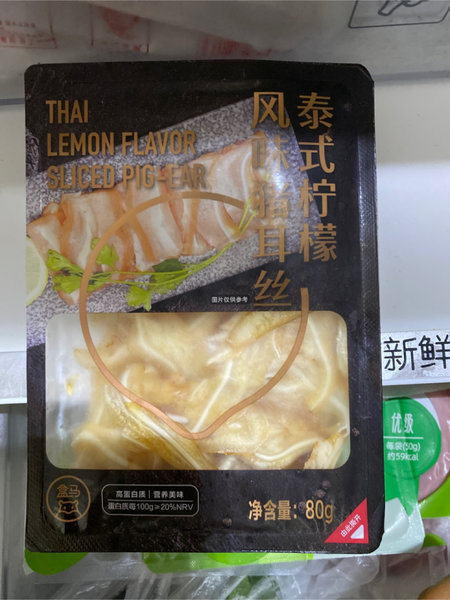 THAI
LEMON FLAVOR
SLICED PIG-EAR
泰式柠檬
风味猪耳丝
图片仅供参考
盒马
高蛋白质 | 营养美味
蛋白质每100g≥20%NRV
净含量: 80g
由此撕开
新鲜
优级
每袋(50g)
约59kcal